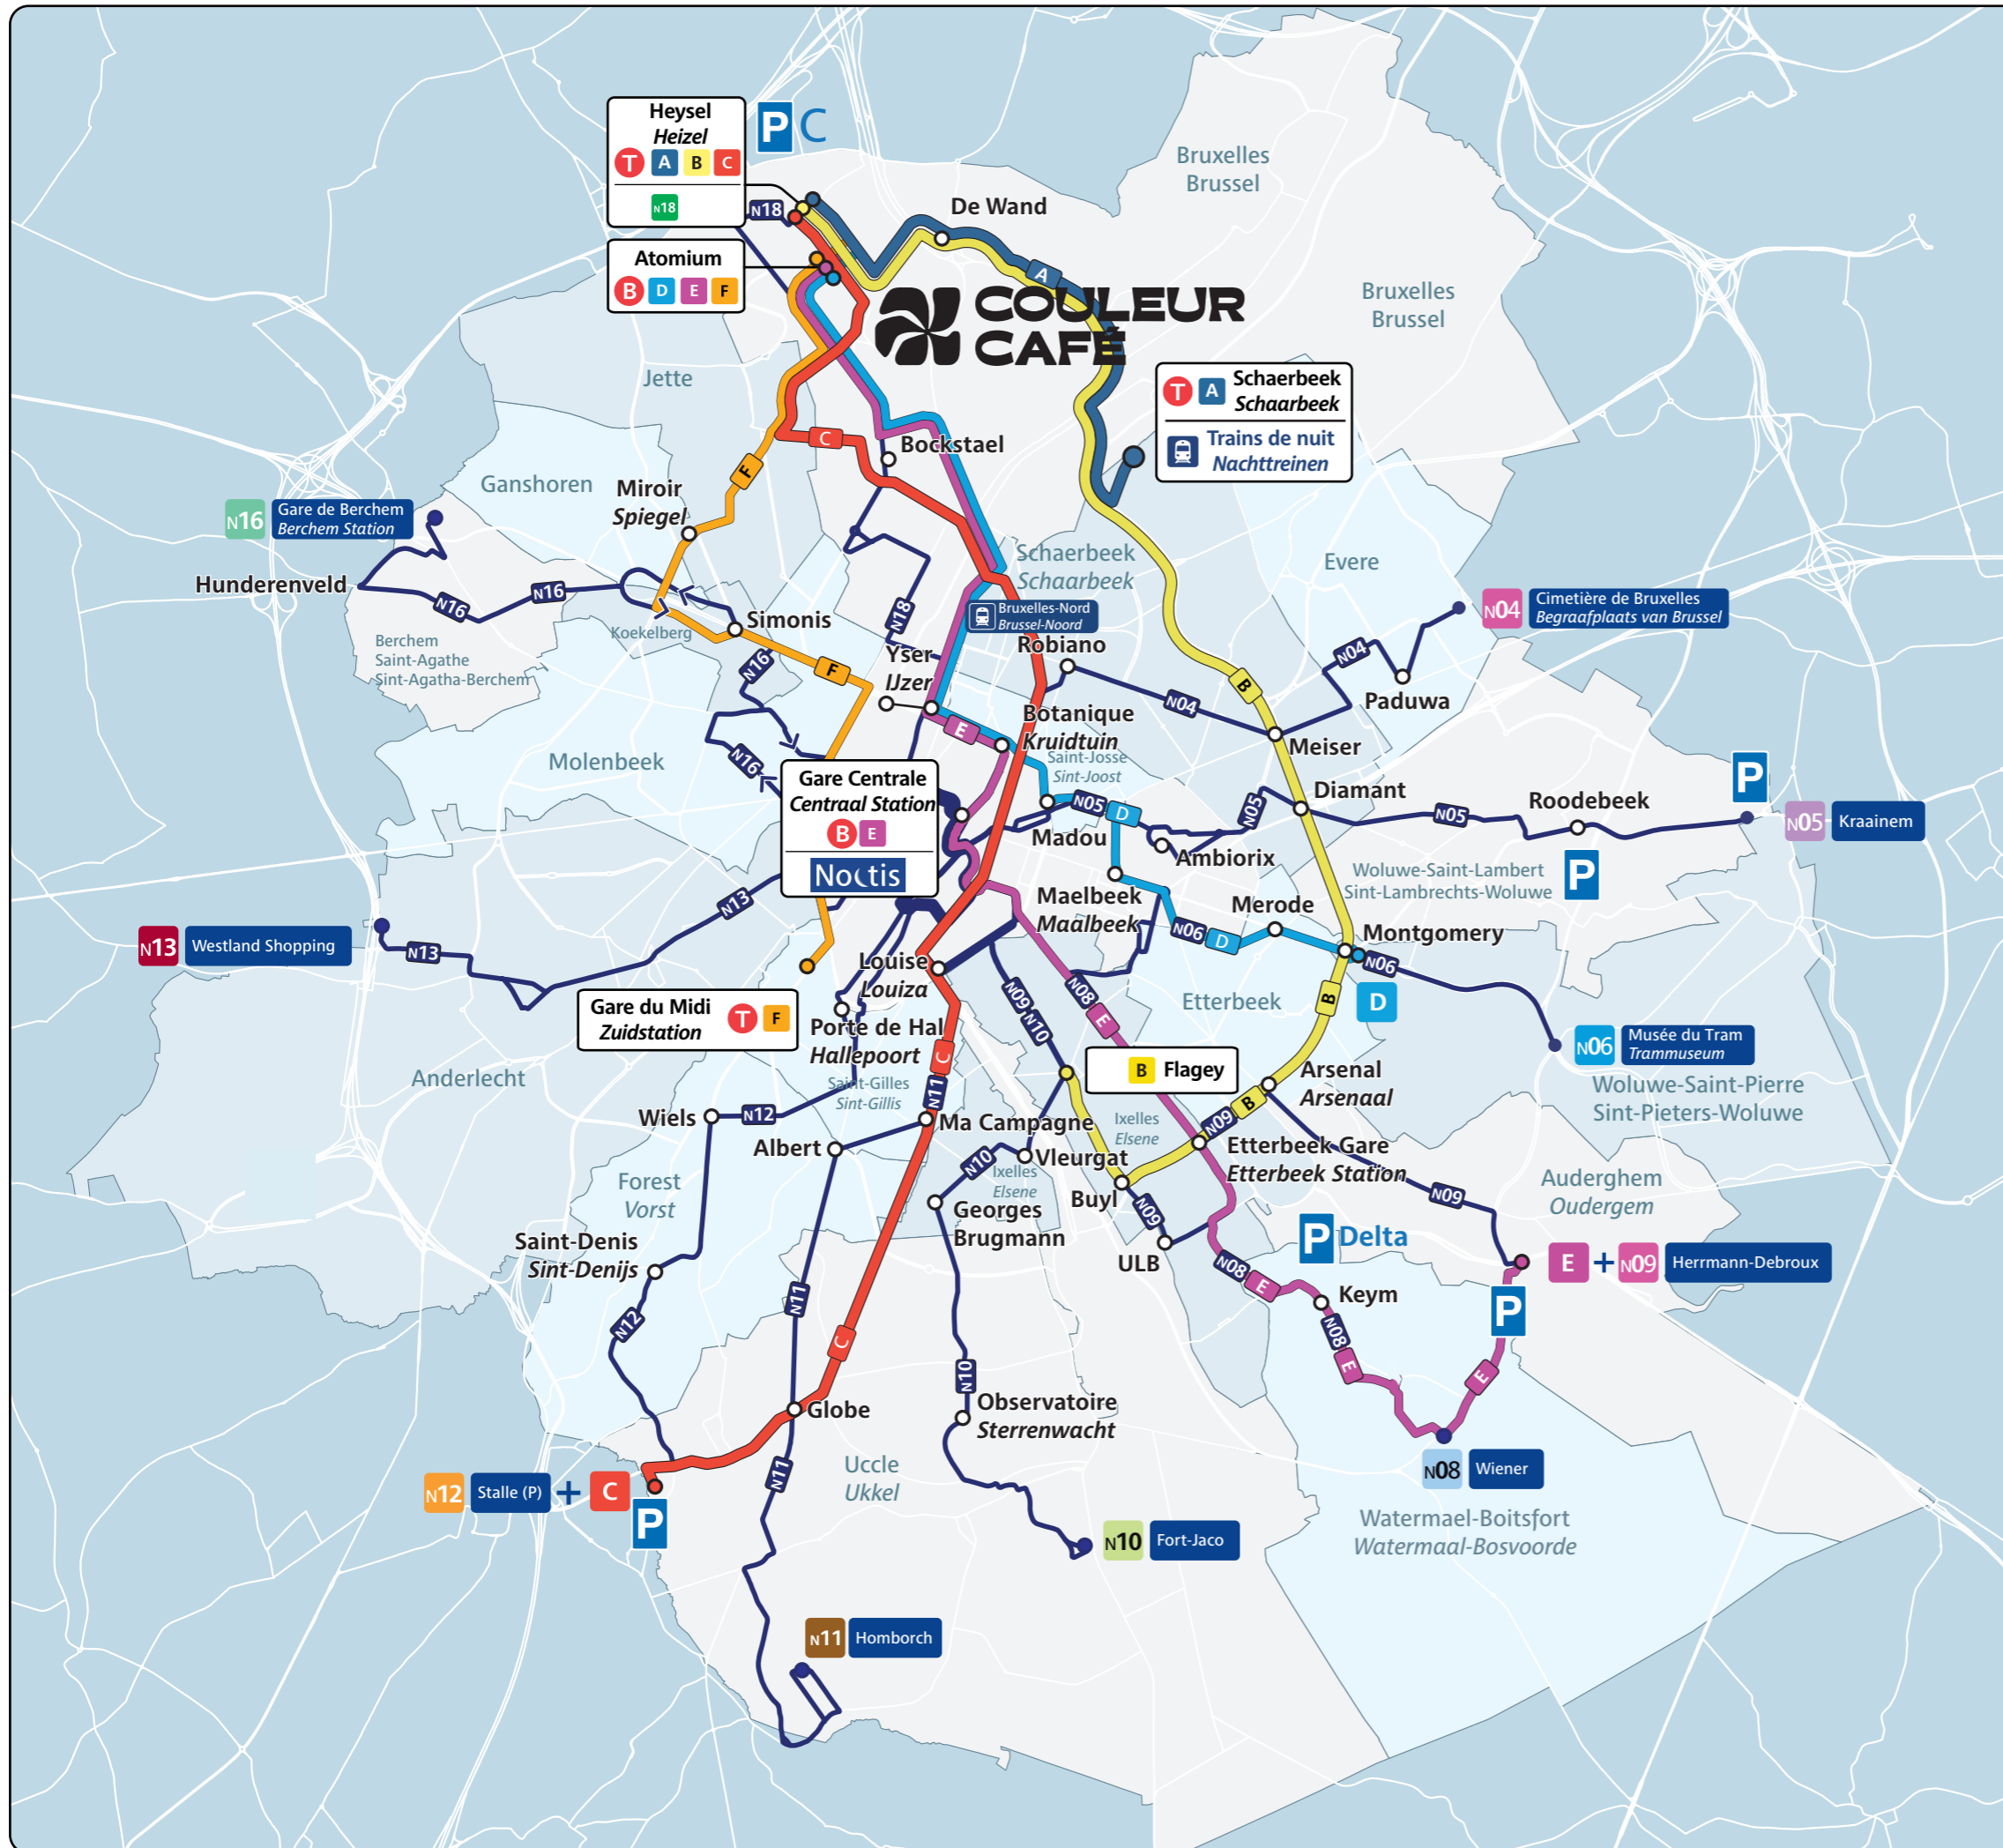 Heysel
Heizel
T A B C
N18
P C
Bruxelles
Brussel
N18
De Wand
Atomium
B D E F
A
Bruxelles
Brussel
COULEUR
CAFÉ
Jette
T A Schaerbeek
Schaarbeek
Trains de nuit
Nachttreinen
C
Bockstael
F
Ganshoren
Miroir
Spiegel
N16 Gare de Berchem
Berchem Station
Schaerbeek
Schaarbeek
Evere
Hunderenveld
N16
N16
N18
Bruxelles-Nord
Brussel-Noord
N04 Cimetière de Bruxelles
Begraafplaats van Brussel
Simonis
Koekelberg
Berchem
Saint-Agathe
Sint-Agatha-Berchem
Yser
IJzer
Robiano
N04
N16
F
B
N04
Paduwa
Botanique
Kruidtuin
E
Meiser
Saint-Josse
Sint-Joost
Molenbeek
N16
Gare Centrale
Centraal Station
B E
Noctis
P
Diamant
Roodebeek
N05
D
N05
N05
N05 Kraainem
Madou
Ambiorix
Woluwe-Saint-Lambert
Sint-Lambrechts-Woluwe
P
Maelbeek
Maalbeek
Merode
N13
N13 Westland Shopping
N13
N06
D
Montgomery
N06
Louise
Louiza
D
Etterbeek
B
N09
N10
N08
E
Gare du Midi
Zuidstation
T F
Porte de Hal
Hallepoort
N06 Musée du Tram
Trammuseum
C
B Flagey
Arsenal
Arsenaal
Anderlecht
Saint-Gilles
Sint-Gillis
N11
Woluwe-Saint-Pierre
Sint-Pieters-Woluwe
Wiels
N12
Ma Campagne
Ixelles
Elsene
N09
B
Albert
Vleurgat
N10
Etterbeek Gare
Etterbeek Station
Forest
Vorst
Ixelles
Elsene
Buyl
Georges
Brugmann
N09
N09
Auderghem
Oudergem
Saint-Denis
Sint-Denijs
ULB
P Delta
E + N09 Herrmann-Debroux
N08
E
N11
N12
Keym
P
N08
E
C
N10
E
Globe
Observatoire
Sterrenwacht
N11
Uccle
Ukkel
N08 Wiener
N12 Stalle (P) + C
P
Watermael-Boitsfort
Watermaal-Bosvoorde
N10 Fort-Jaco
N11 Homborch